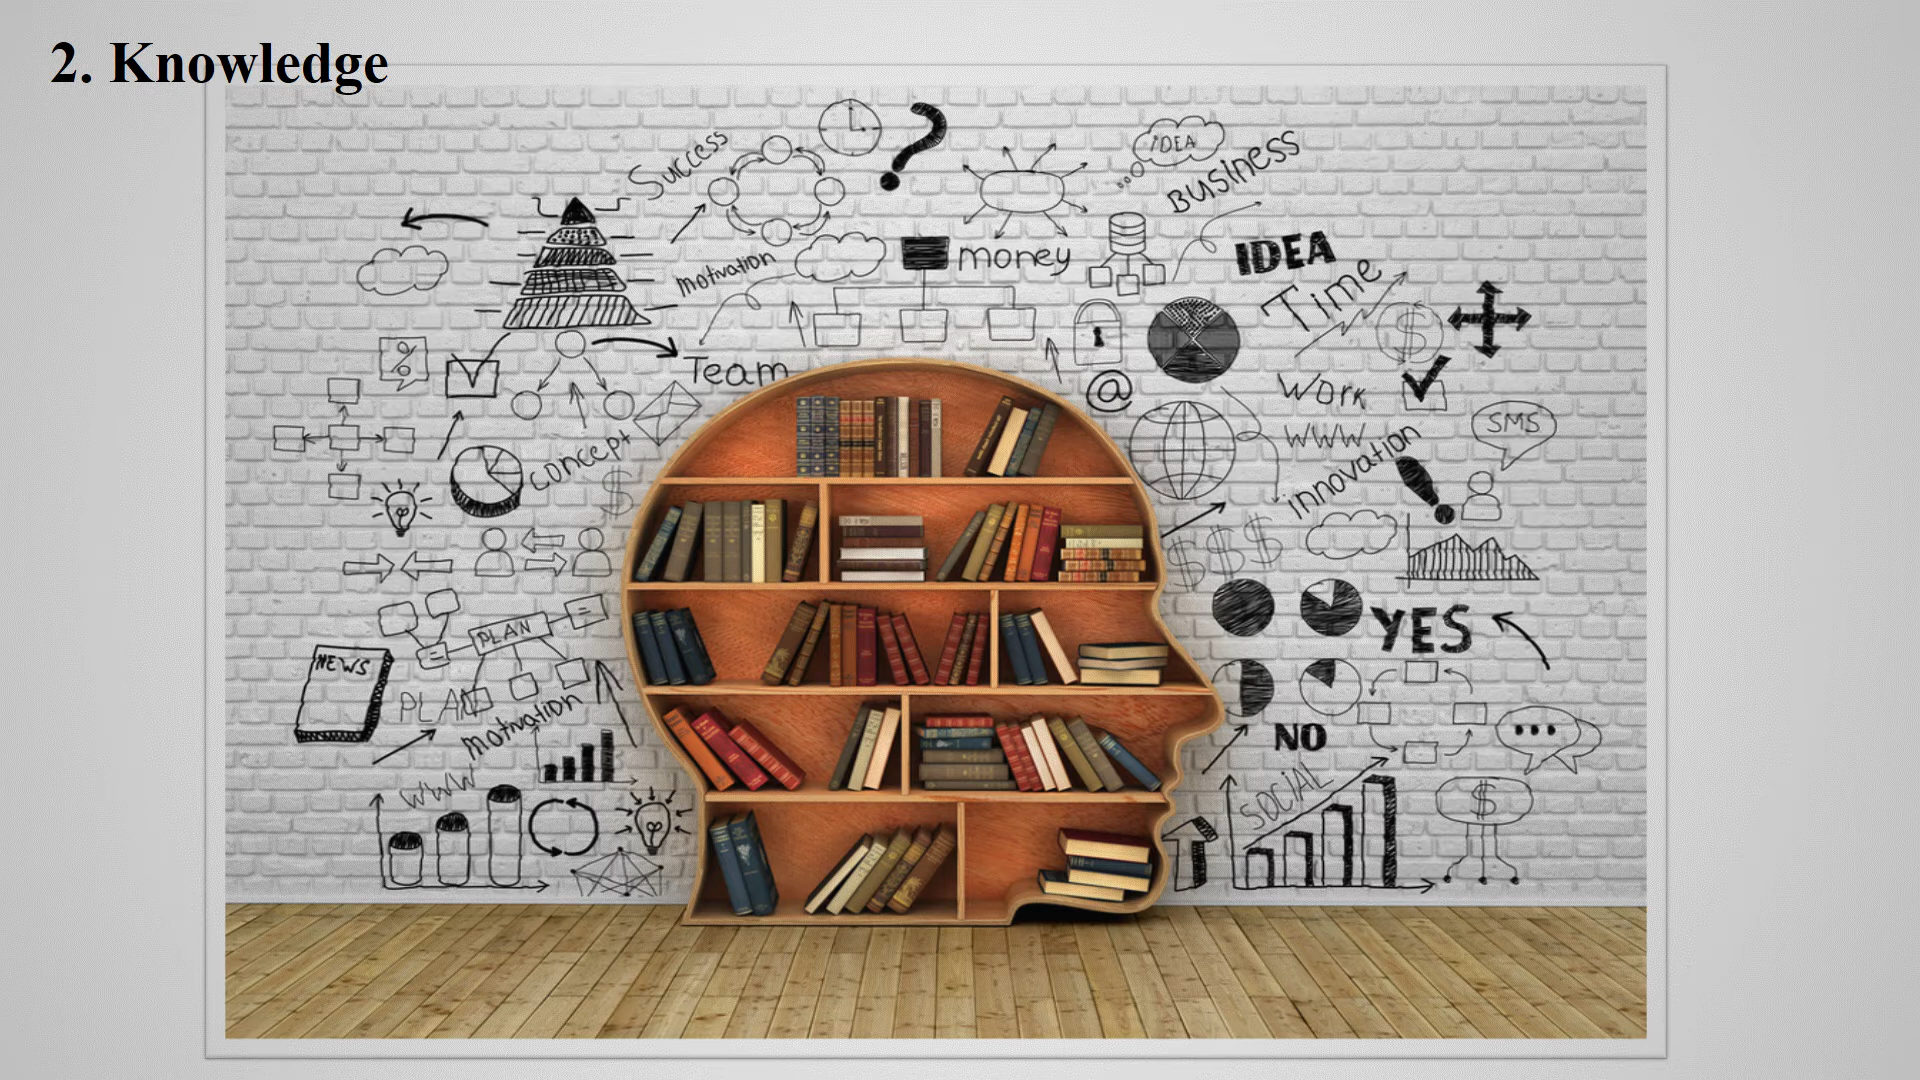 2. Knowledge
Success
?
IDEA
BUSINESS
motivation
money
IDEA
Time
$
%
Team
@
Work
concept
$
WWW
SMS
innovation
!
$$$
PLAN
YES
NEWS
PLAN
motivation
NO
WWW
SOCIAL
$